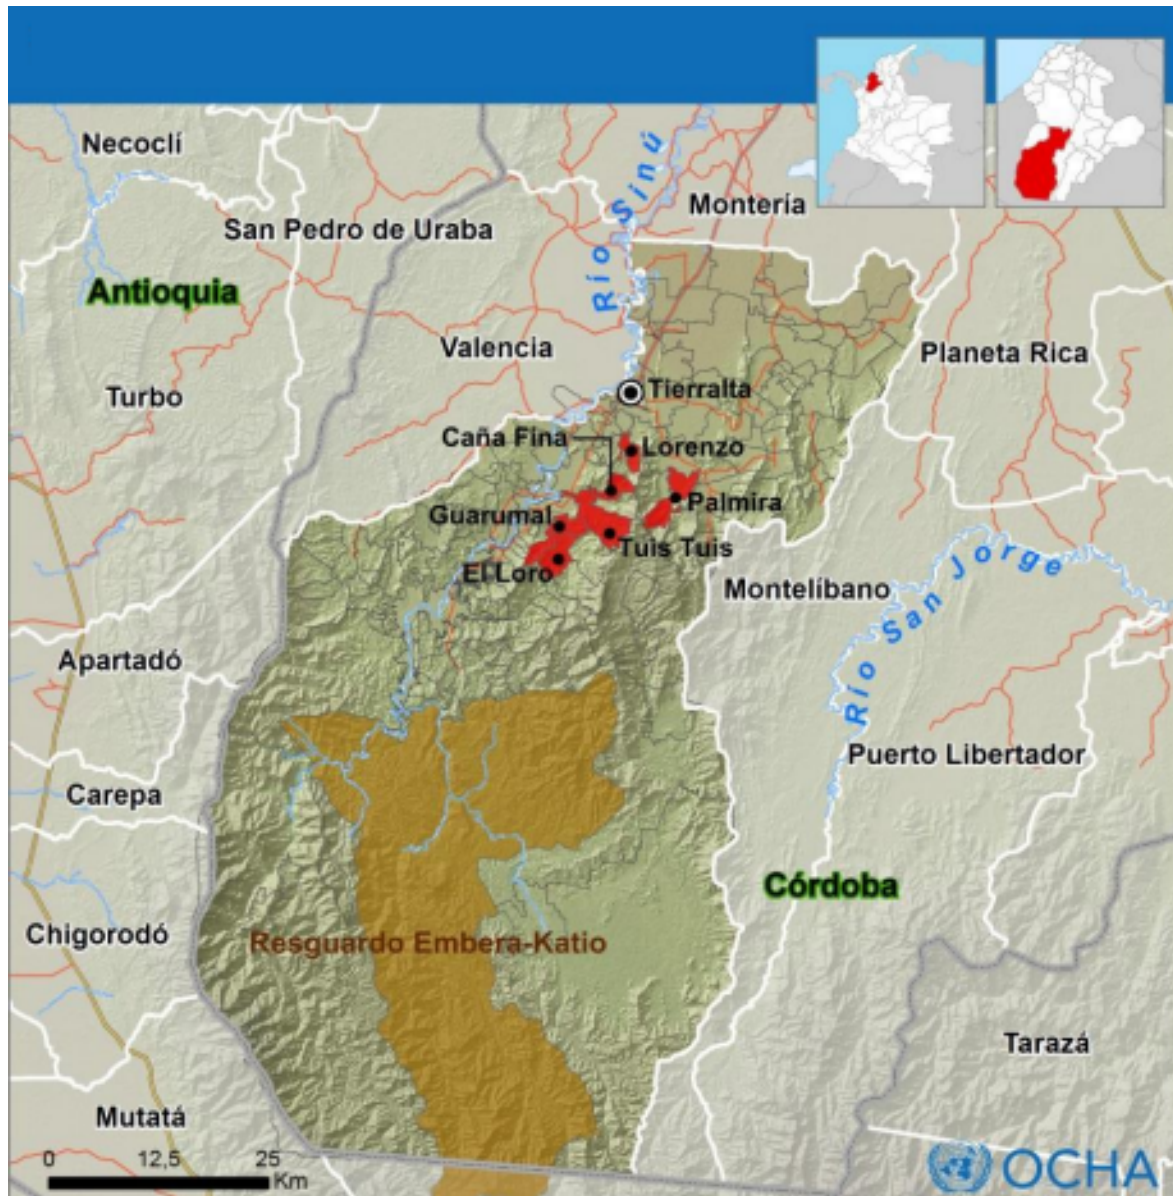 Necoclí
San Pedro de Uraba
Río Sinú
Montería
Antioquia
Valencia
Planeta Rica
Turbo
Tierralta
Caña Fina
Lorenzo
Guarumal
Palmira
Tuis Tuis
El Loro
Montelíbano
Río San Jorge
Apartadó
Puerto Libertador
Carepa
Córdoba
Chigorodó
Resguardo Embera-Katio
Tarazá
Mutatá
0 12,5 25
Km
OCHA